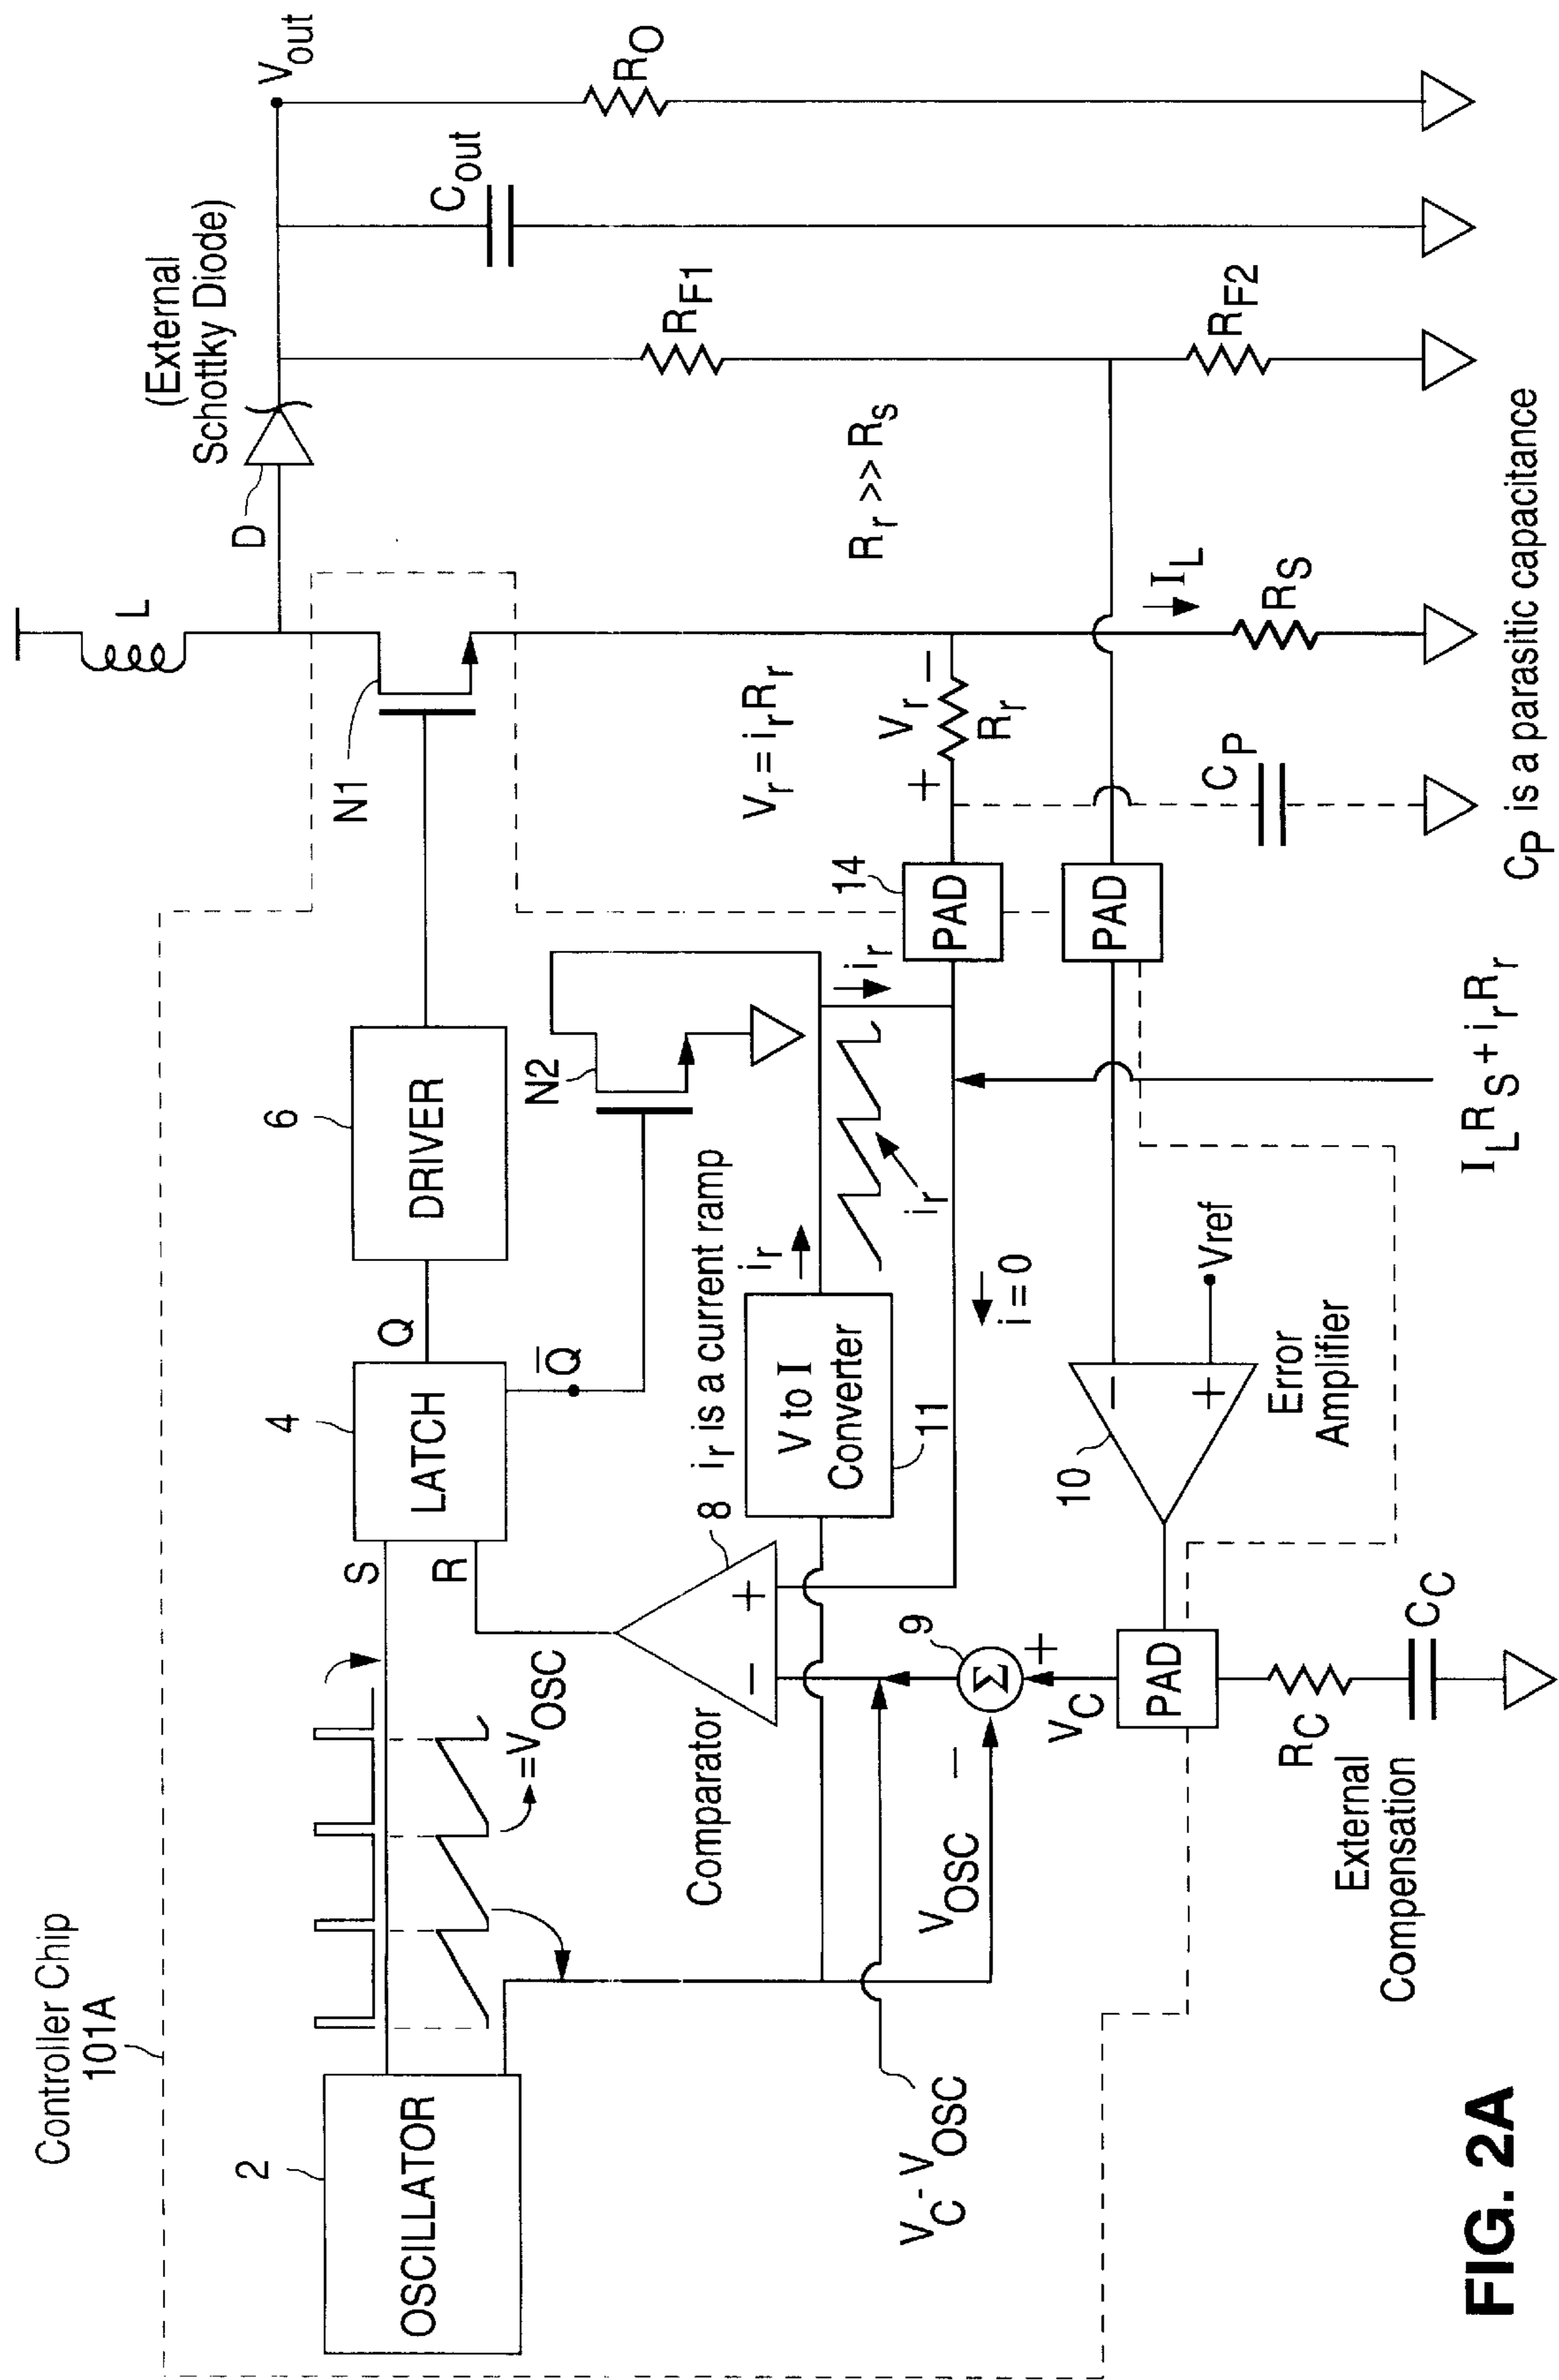 Controller Chip
101A
2
OSCILLATOR
=V_OSC
S
R
4
LATCH
Q
Q̅
6
DRIVER
N1
L
D
(External
Schottky Diode)
V_out
C_out
R_O
R_F1
R_F2
N2
Comparator
8
i_r is a current ramp
i_r
V to I
Converter
11
i_r
i_r
V_r = i_r R_r
14
PAD
+
V_r
−
R_r
R_r >> R_s
V_C - V_OSC
V_OSC
−
9
Σ
+
V_C
−
+
i = 0
PAD
C_P
I_L
R_S
10
−
+
Vref
Error
Amplifier
PAD
R_C
C_C
External
Compensation
I_L R_S + i_r R_r
C_P is a parasitic capacitance
FIG. 2A